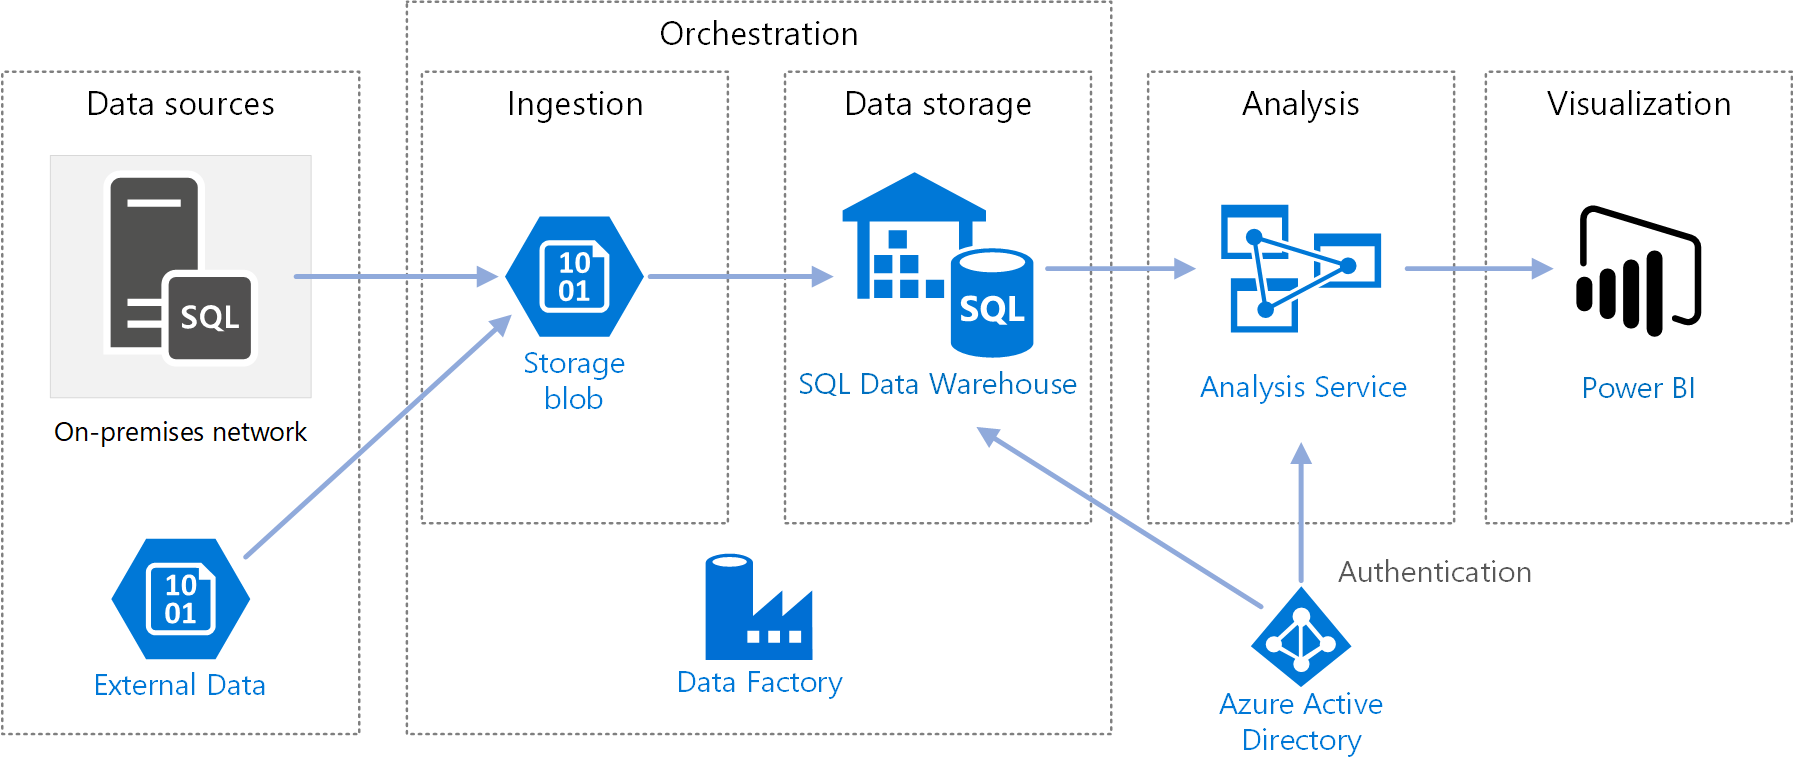 Orchestration
Data sources
Ingestion
Data storage
Analysis
Visualization
SQL
10
01
SQL
Storage
blob
SQL Data Warehouse
Analysis Service
Power BI
On-premises network
10
01
External Data
Data Factory
Authentication
Azure Active
Directory